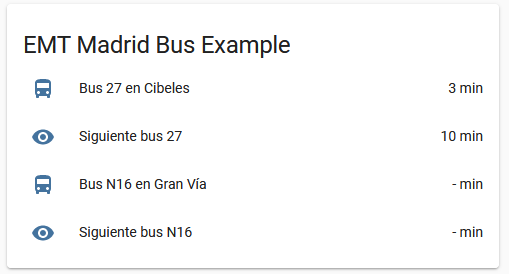 EMT Madrid Bus Example
Bus 27 en Cibeles 3 min
Siguiente bus 27 10 min
Bus N16 en Gran Vía - min
Siguiente bus N16 - min